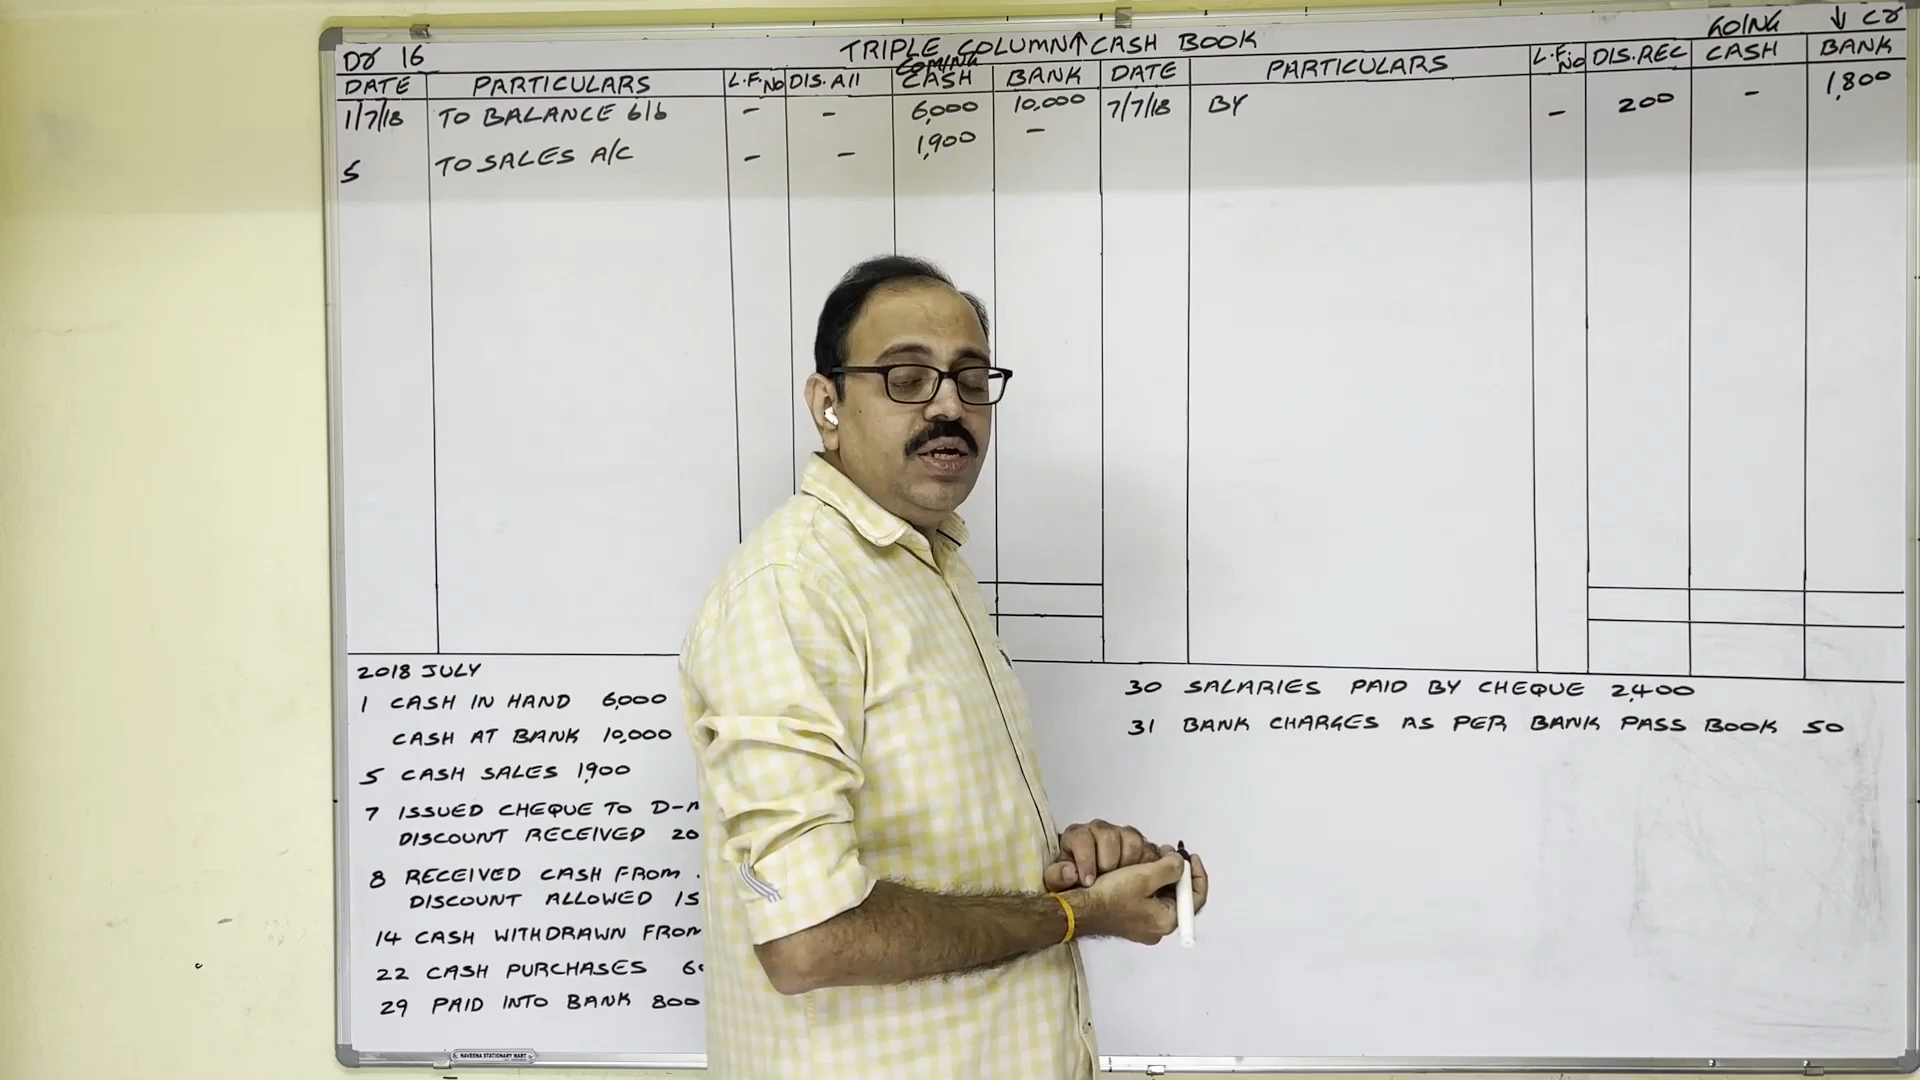 DR 16 TRIPLE COLUMN↑ CASH BOOK GOING ↓ CR
COMING
DATE PARTICULARS L.F.No DIS.All CASH BANK DATE PARTICULARS L.F.No DIS.REC CASH BANK
1/7/18 TO BALANCE b/b - - 6,000 10,000 7/7/18 BY - 200 - 1,800
5 TO SALES A/C - - 1,900 -
2018 JULY
1 CASH IN HAND 6,000
CASH AT BANK 10,000
5 CASH SALES 1,900
7 ISSUED CHEQUE TO
DISCOUNT RECEIVED
8 RECEIVED CASH FROM
DISCOUNT ALLOWED
14 CASH WITHDRAWN FROM
22 CASH PURCHASES
29 PAID INTO BANK 800
30 SALARIES PAID BY CHEQUE 2,400
31 BANK CHARGES AS PER BANK PASS BOOK 50
NAVEENA STATIONARY MART